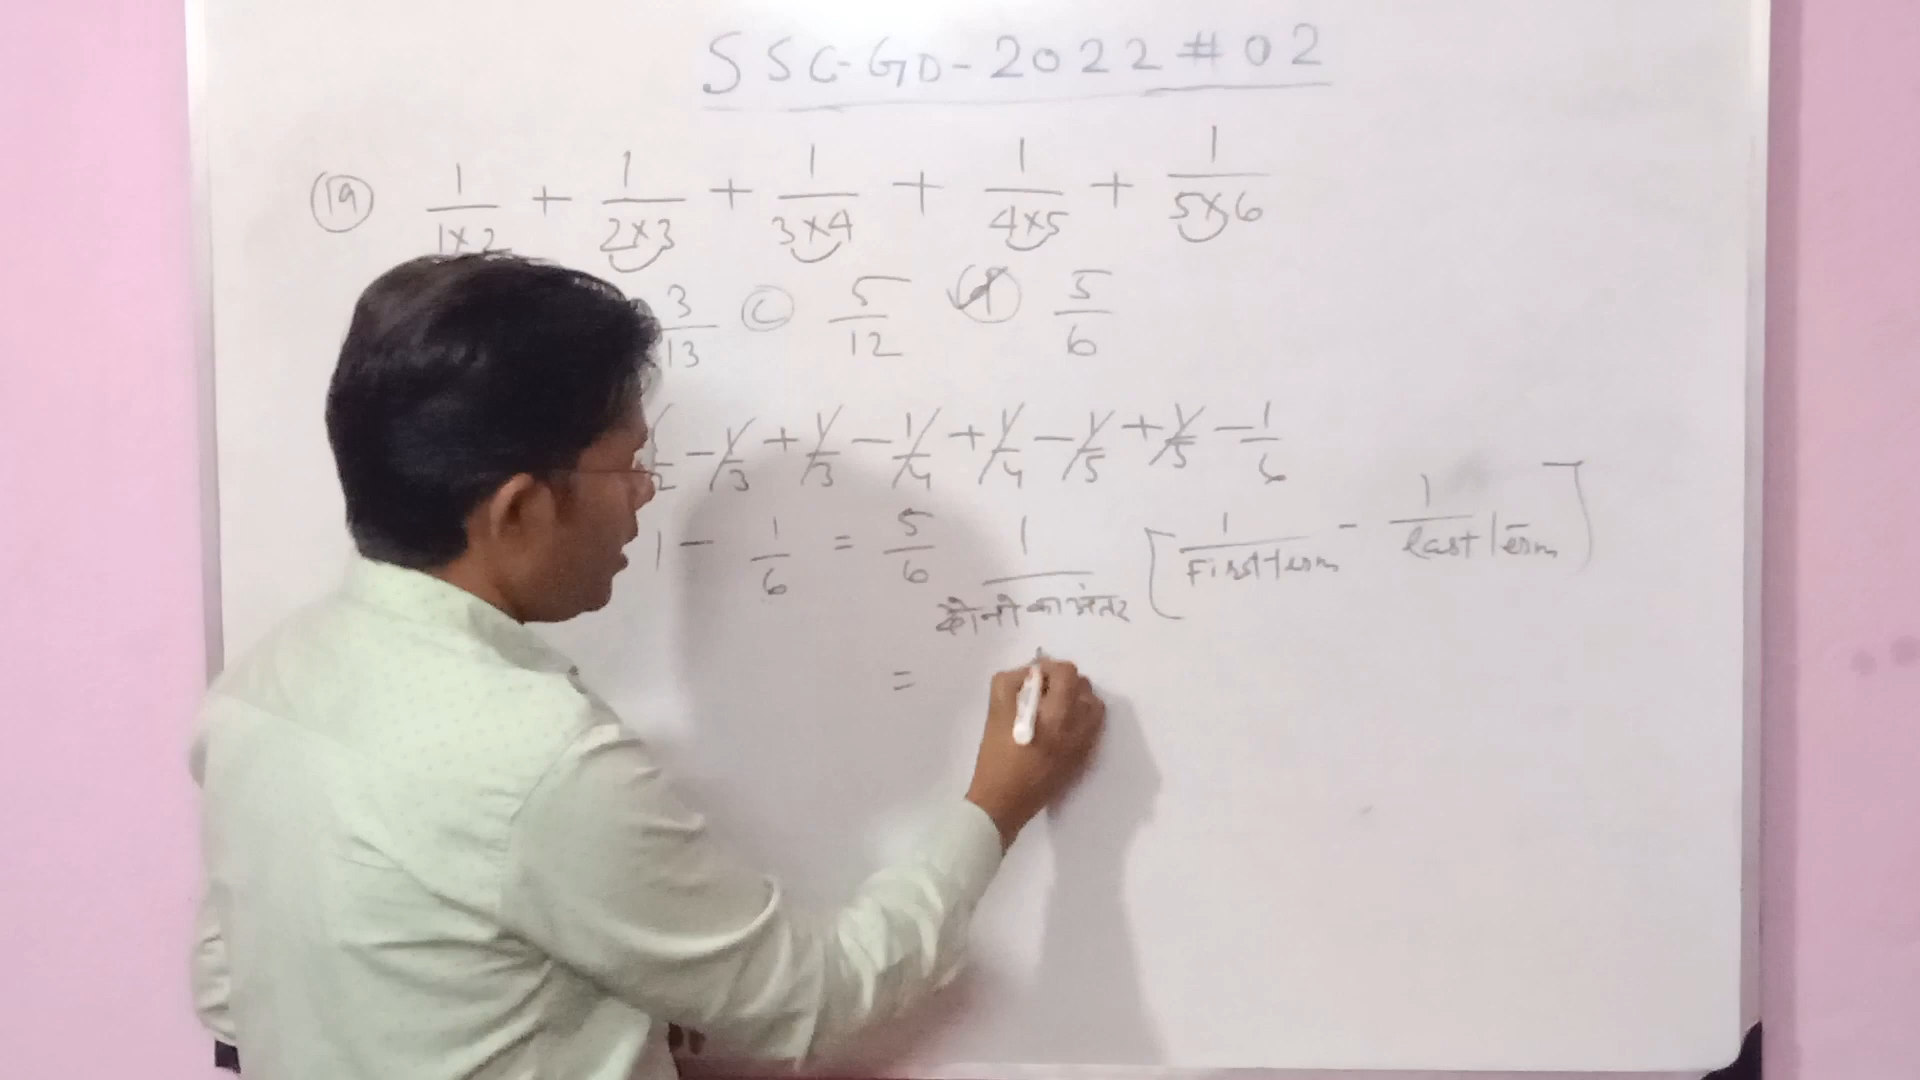 SSC-GD-2022 # 02
19 1/1×2 + 1/2×3 + 1/3×4 + 1/4×5 + 1/5×6
3/13 C 5/12 5/6
1/2 - 1/3 + 1/3 - 1/4 + 1/4 - 1/5 + 1/5 - 1/6
1 - 1/6 = 5/6 1/दोनो का अंतर [1/First term - 1/last term]
=